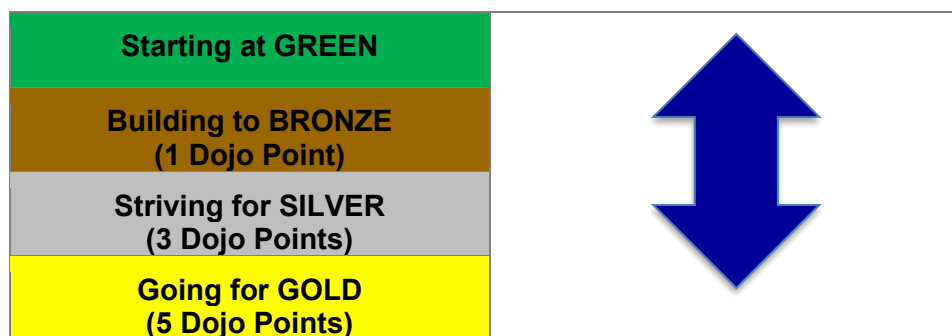 Starting at GREEN
Building to BRONZE
(1 Dojo Point)
Striving for SILVER
(3 Dojo Points)
Going for GOLD
(5 Dojo Points)